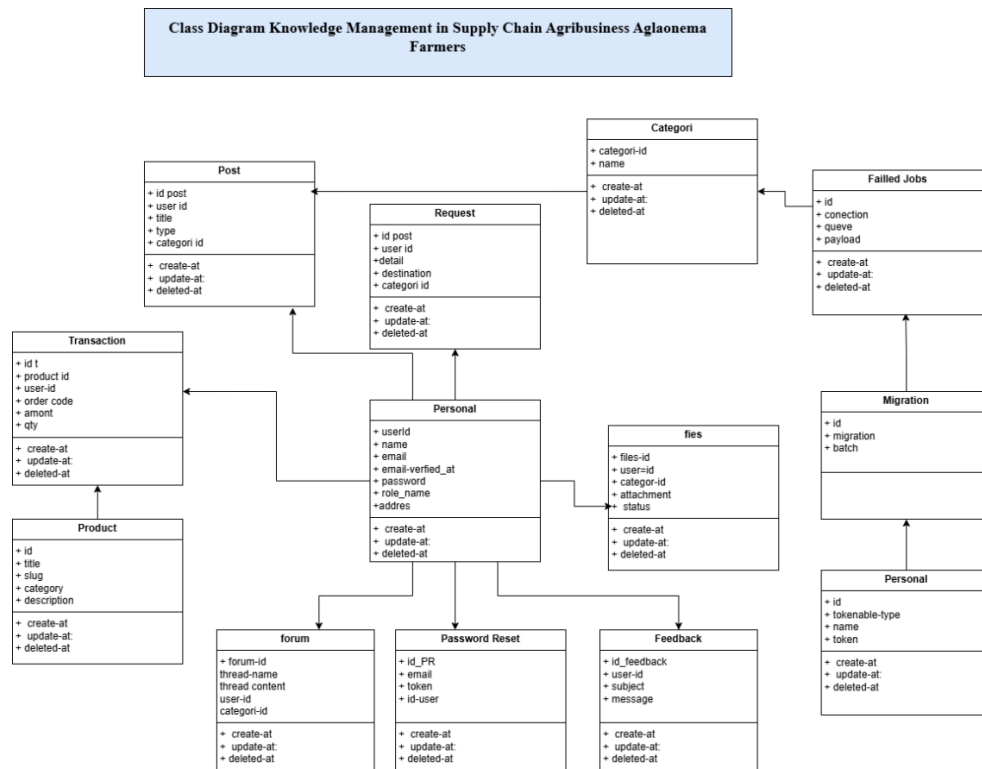 Class Diagram Knowledge Management in Supply Chain Agribusiness Aglaonema
Farmers
Categori
+ categori-id
+ name
+ create-at
+ update-at:
+ deleted-at
Post
+ id post
+ user id
+ title
+ type
+ categori id
+ create-at
+ update-at:
+ deleted-at
Failled Jobs
+ id
+ conection
+ queve
+ payload
+ create-at
+ update-at:
+ deleted-at
Request
+ id post
+ user id
+detail
+ destination
+ categori id
+ create-at
+ update-at:
+ deleted-at
Transaction
+ id t
+ product id
+ user-id
+ order code
+ amont
+ qty
+ create-at
+ update-at:
+ deleted-at
Personal
+ userId
+ name
+ email
+ email-verfied_at
+ password
+ role_name
+addres
+ create-at
+ update-at:
+ deleted-at
fies
+ files-id
+ user=id
+ categor-id
+ attachment
+ status
+ create-at
+ update-at:
+ deleted-at
Migration
+ id
+ migration
+ batch
Product
+ id
+ title
+ slug
+ category
+ description
+ create-at
+ update-at:
+ deleted-at
Personal
+ id
+ tokenable-type
+ name
+ token
+ create-at
+ update-at:
+ deleted-at
forum
+ forum-id
thread-name
thread content
user-id
categori-id
+ create-at
+ update-at:
+ deleted-at
Password Reset
+ id_PR
+ email
+ token
+ id-user
+ create-at
+ update-at:
+ deleted-at
Feedback
+ id_feedback
+ user-id
+ subject
+ message
+ create-at
+ update-at:
+ deleted-at